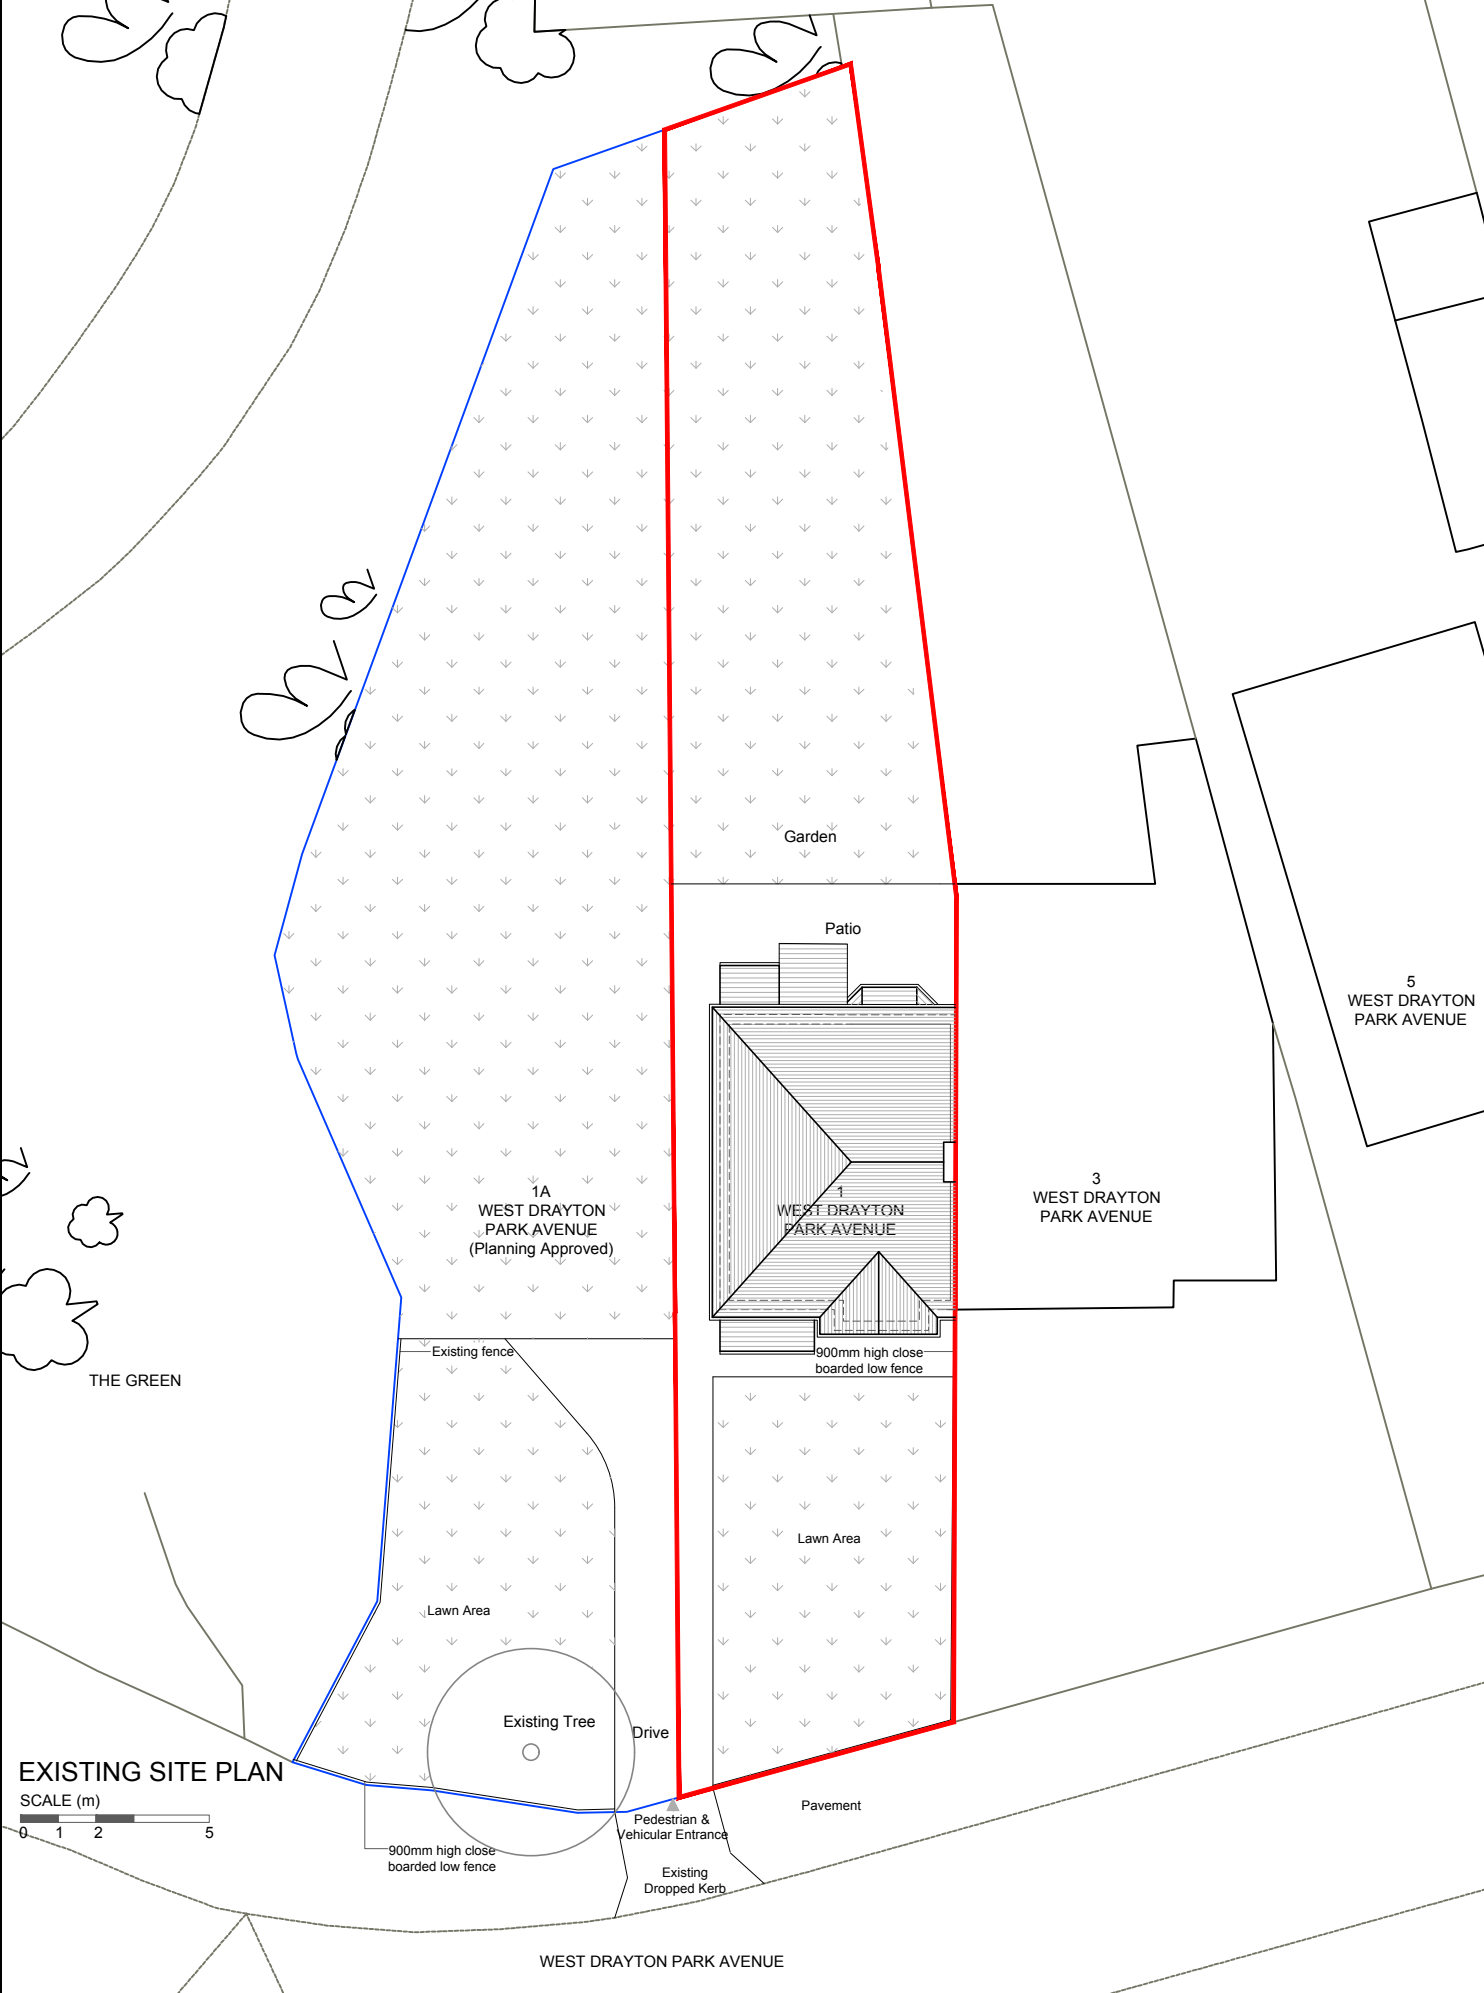 Garden
Patio
5
WEST DRAYTON
PARK AVENUE
1A
WEST DRAYTON
PARK AVENUE
(Planning Approved)
1
WEST DRAYTON
PARK AVENUE
3
WEST DRAYTON
PARK AVENUE
Existing fence
900mm high close
boarded low fence
THE GREEN
Lawn Area
Lawn Area
Existing Tree
Drive
EXISTING SITE PLAN
SCALE (m)
0 1 2 5
Pavement
Pedestrian &
Vehicular Entrance
900mm high close
boarded low fence
Existing
Dropped Kerb
WEST DRAYTON PARK AVENUE